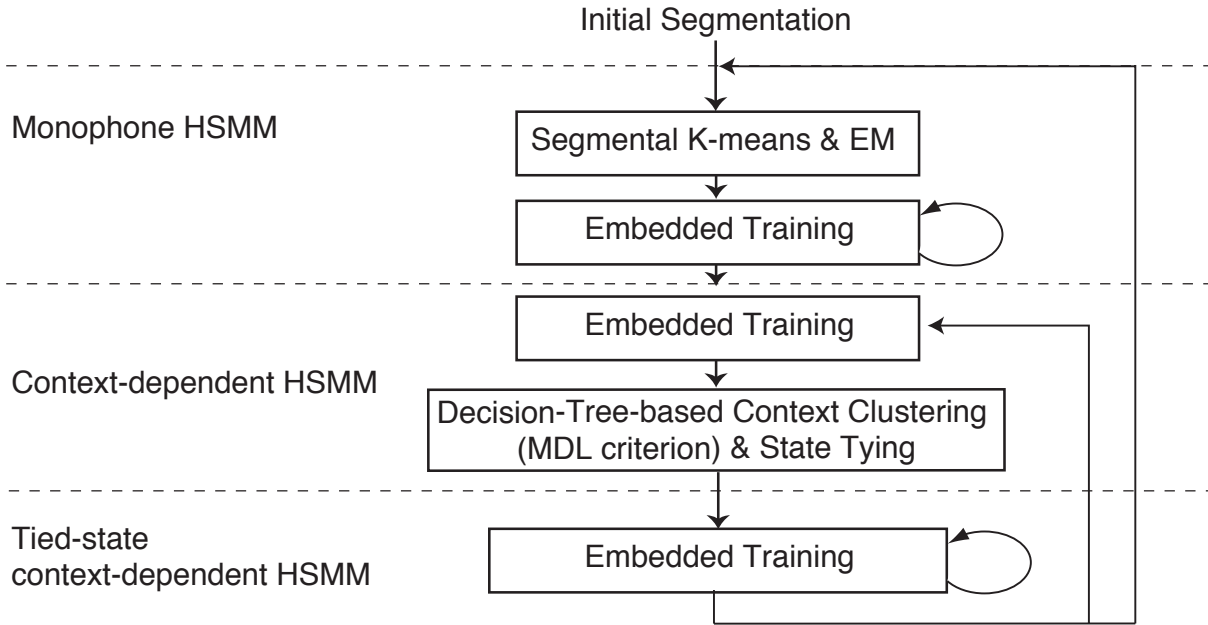 Initial Segmentation
Monophone HSMM
Segmental K-means & EM
Embedded Training
Embedded Training
Context-dependent HSMM
Decision-Tree-based Context Clustering
(MDL criterion) & State Tying
Tied-state
context-dependent HSMM
Embedded Training